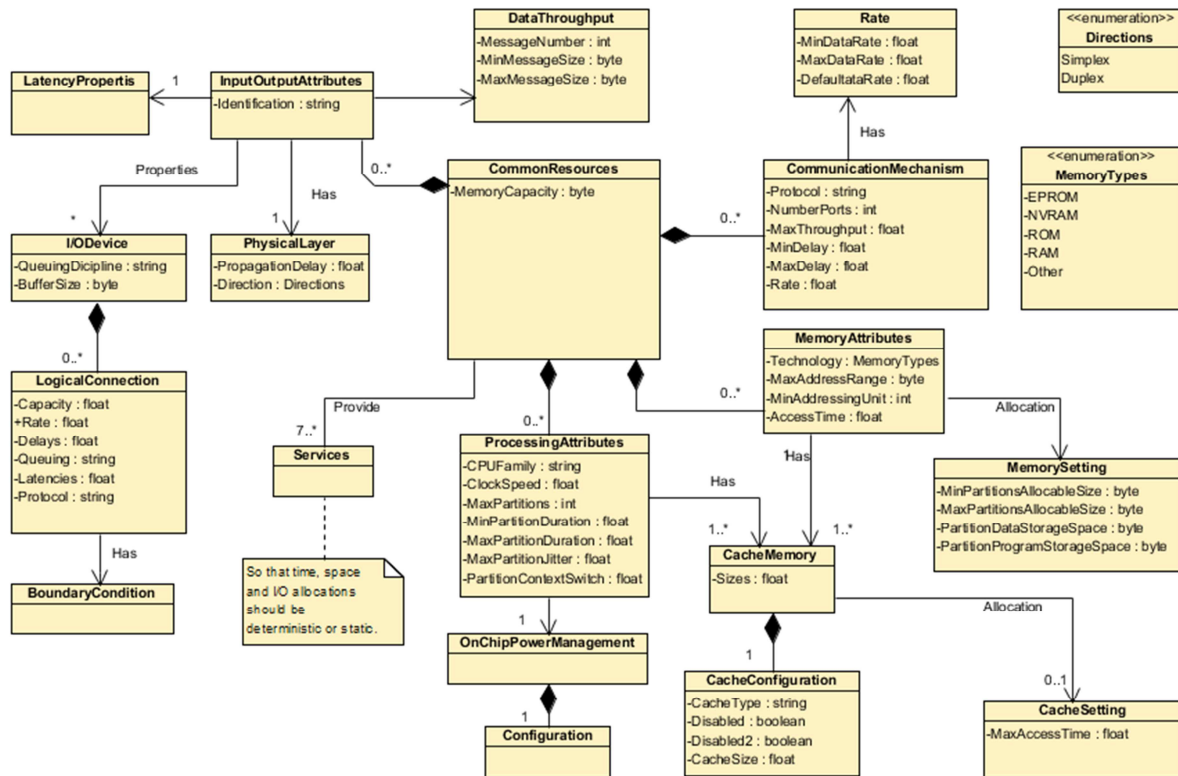 DataThroughput
-MessageNumber : int
-MinMessageSize : byte
-MaxMessageSize : byte
Rate
-MinDataRate : float
-MaxDataRate : float
-DefaultataRate : float
<<enumeration>>
Directions
Simplex
Duplex
LatencyPropertis
1
InputOutputAttributes
-Identification : string
Has
Properties
0..*
Has
CommonResources
-MemoryCapacity : byte
CommunicationMechanism
-Protocol : string
-NumberPorts : int
-MaxThroughput : float
-MinDelay : float
-MaxDelay : float
-Rate : float
0..*
<<enumeration>>
MemoryTypes
-EPROM
-NVRAM
-ROM
-RAM
-Other
*
1
I/ODevice
-QueuingDicipline : string
-BufferSize : byte
PhysicalLayer
-PropagationDelay : float
-Direction : Directions
0..*
LogicalConnection
-Capacity : float
+Rate : float
-Delays : float
-Queuing : string
-Latencies : float
-Protocol : string
MemoryAttributes
-Technology : MemoryTypes
-MaxAddressRange : byte
-MinAddressingUnit : int
-AccessTime : float
0..*
Allocation
Provide
7..*
Services
0..*
ProcessingAttributes
-CPUFamily : string
-ClockSpeed : float
-MaxPartitions : int
-MinPartitionDuration : float
-MaxPartitionDuration : float
-MaxPartitionJitter : float
-PartitionContextSwitch : float
Has
1..*
1
Has
1..*
MemorySetting
-MinPartitionsAllocableSize : byte
-MaxPartitionsAllocableSize : byte
-PartitionDataStorageSpace : byte
-PartitionProgramStorageSpace : byte
Has
BoundaryCondition
So that time, space
and I/O allocations
should be
deterministic or static.
CacheMemory
-Sizes : float
Allocation
1
OnChipPowerManagement
1
Configuration
1
CacheConfiguration
-CacheType : string
-Disabled : boolean
-Disabled2 : boolean
-CacheSize : float
0..1
CacheSetting
-MaxAccessTime : float